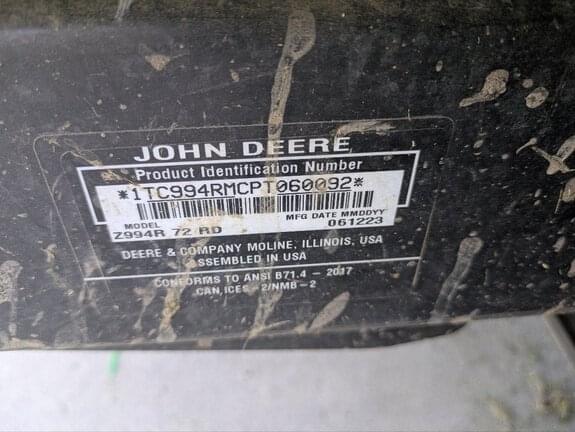 JOHN DEERE
Product Identification Number
*1TC994RMCPT060092*
MODEL MFG DATE MMDDYY
Z994R 72 RD 061223
DEERE & COMPANY MOLINE, ILLINOIS, USA
ASSEMBLED IN USA
CONFORMS TO ANSI B71.4 – 2017
CAN ICES – 2/NMB – 2